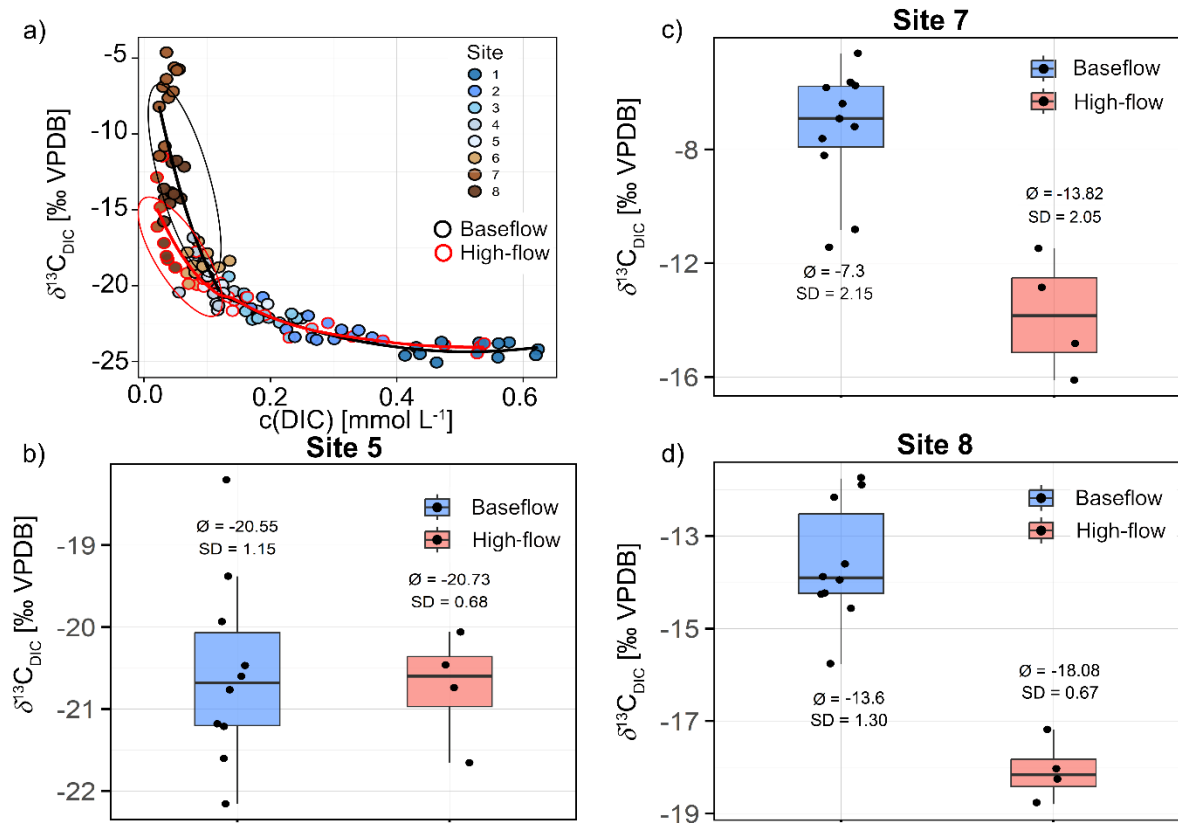 a)
δ¹³C_DIC [‰ VPDB]
-5
-10
-15
-20
-25
0.0
0.2
0.4
0.6
c(DIC) [mmol L⁻¹]
Site
1
2
3
4
5
6
7
8
Baseflow
High-flow
c)
Site 7
δ¹³C_DIC [‰ VPDB]
-8
-12
-16
Baseflow
High-flow
Ø = -13.82
SD = 2.05
Ø = -7.3
SD = 2.15
b)
Site 5
δ¹³C_DIC [‰ VPDB]
-19
-20
-21
-22
Baseflow
High-flow
Ø = -20.55
SD = 1.15
Ø = -20.73
SD = 0.68
d)
Site 8
δ¹³C_DIC [‰ VPDB]
-13
-15
-17
-19
Baseflow
High-flow
Ø = -18.08
SD = 0.67
Ø = -13.6
SD = 1.30